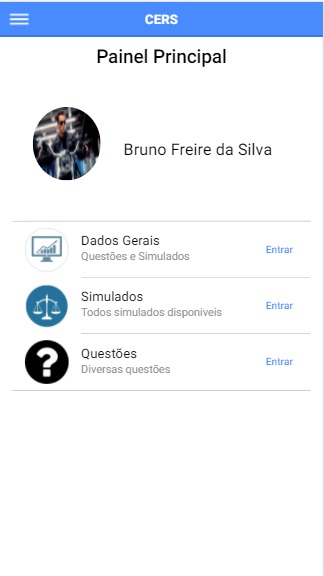 CERS
Painel Principal
Bruno Freire da Silva
Dados Gerais
Questões e Simulados
Entrar
Simulados
Todos simulados disponiveis
Entrar
?
Questões
Diversas questões
Entrar